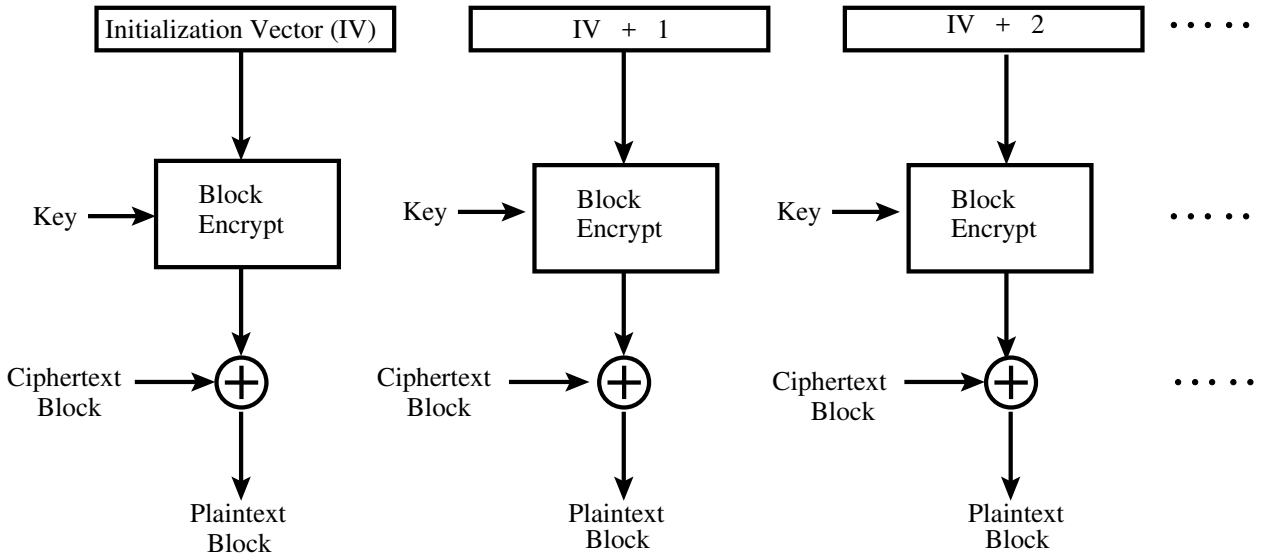 Initialization Vector (IV)
IV + 1
IV + 2
Key
Block
Encrypt
Key
Block
Encrypt
Key
Block
Encrypt
Ciphertext
Block
Ciphertext
Block
Ciphertext
Block
Plaintext
Block
Plaintext
Block
Plaintext
Block